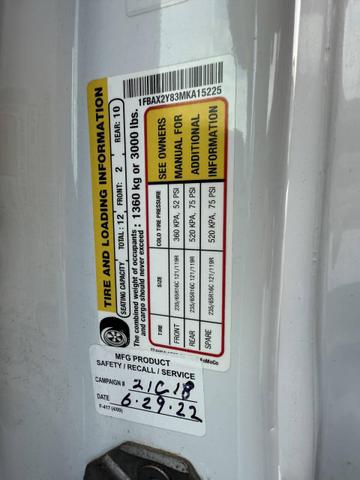 TIRE AND LOADING INFORMATION
SEATING CAPACITY TOTAL: 12 FRONT: 2 REAR: 10
The combined weight of occupants : 1360 kg or 3000 lbs.
and cargo should never exceed :
TIRE SIZE COLD TIRE PRESSURE
FRONT 235/65R16C 121/119R 360 KPA, 52 PSI
REAR 235/65R16C 121/119R 520 KPA, 75 PSI
SPARE 235/65R16C 121/119R 520 KPA, 75 PSI
SEE OWNERS
MANUAL FOR
ADDITIONAL
INFORMATION
1FBAX2Y83MKA15225
MFG PRODUCT
SAFETY / RECALL / SERVICE
CAMPAIGN # 21C18
DATE 6-29-22
F-417 (4/00)